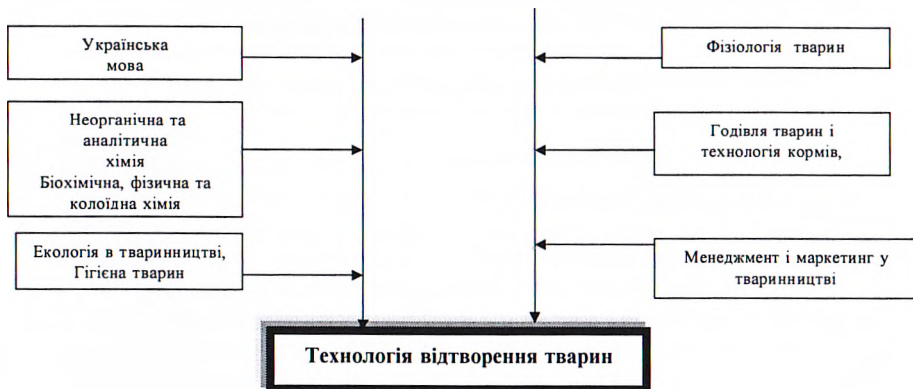 Українська
мова
Неорганічна та
аналітична
хімія
Біохімічна, фізична та
колоїдна хімія
Екологія в тваринництві,
Гігієна тварин
Фізіологія тварин
Годівля тварин і
технологія кормів,
Менеджмент і маркетинг у
тваринництві
Технологія відтворення тварин